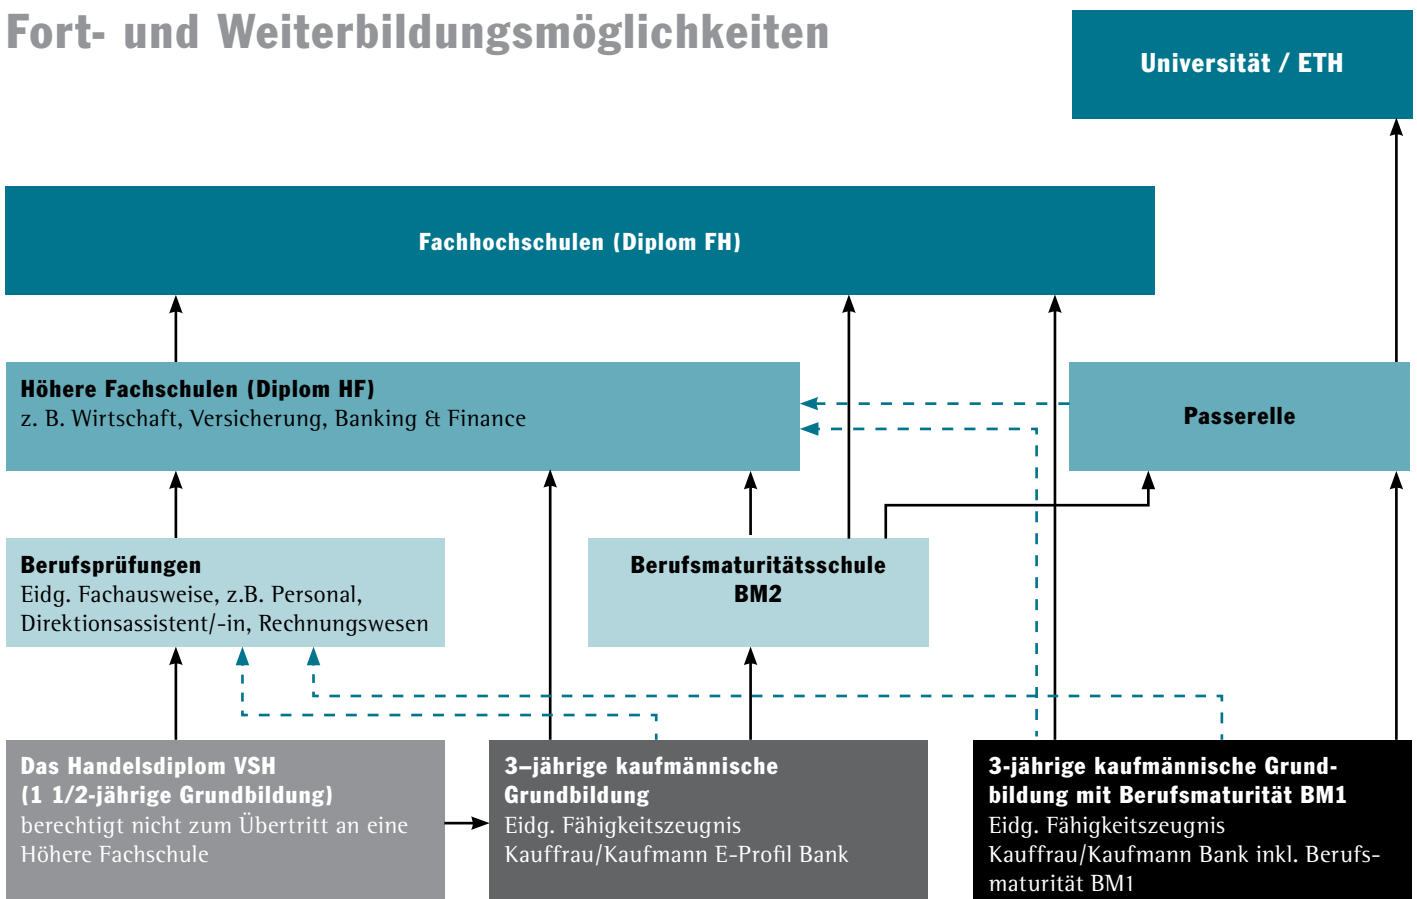 Fort- und Weiterbildungsmöglichkeiten
Universität / ETH
Fachhochschulen (Diplom FH)
Höhere Fachschulen (Diplom HF)
z. B. Wirtschaft, Versicherung, Banking & Finance
Passerelle
Berufsprüfungen
Eidg. Fachausweise, z.B. Personal,
Direktionsassistent/-in, Rechnungswesen
Berufsmaturitätsschule
BM2
Das Handelsdiplom VSH
(1 1/2-jährige Grundbildung)
berechtigt nicht zum Übertritt an eine
Höhere Fachschule
3–jährige kaufmännische
Grundbildung
Eidg. Fähigkeitszeugnis
Kauffrau/Kaufmann E-Profil Bank
3-jährige kaufmännische Grund-
bildung mit Berufsmaturität BM1
Eidg. Fähigkeitszeugnis
Kauffrau/Kaufmann Bank inkl. Berufs-
maturität BM1